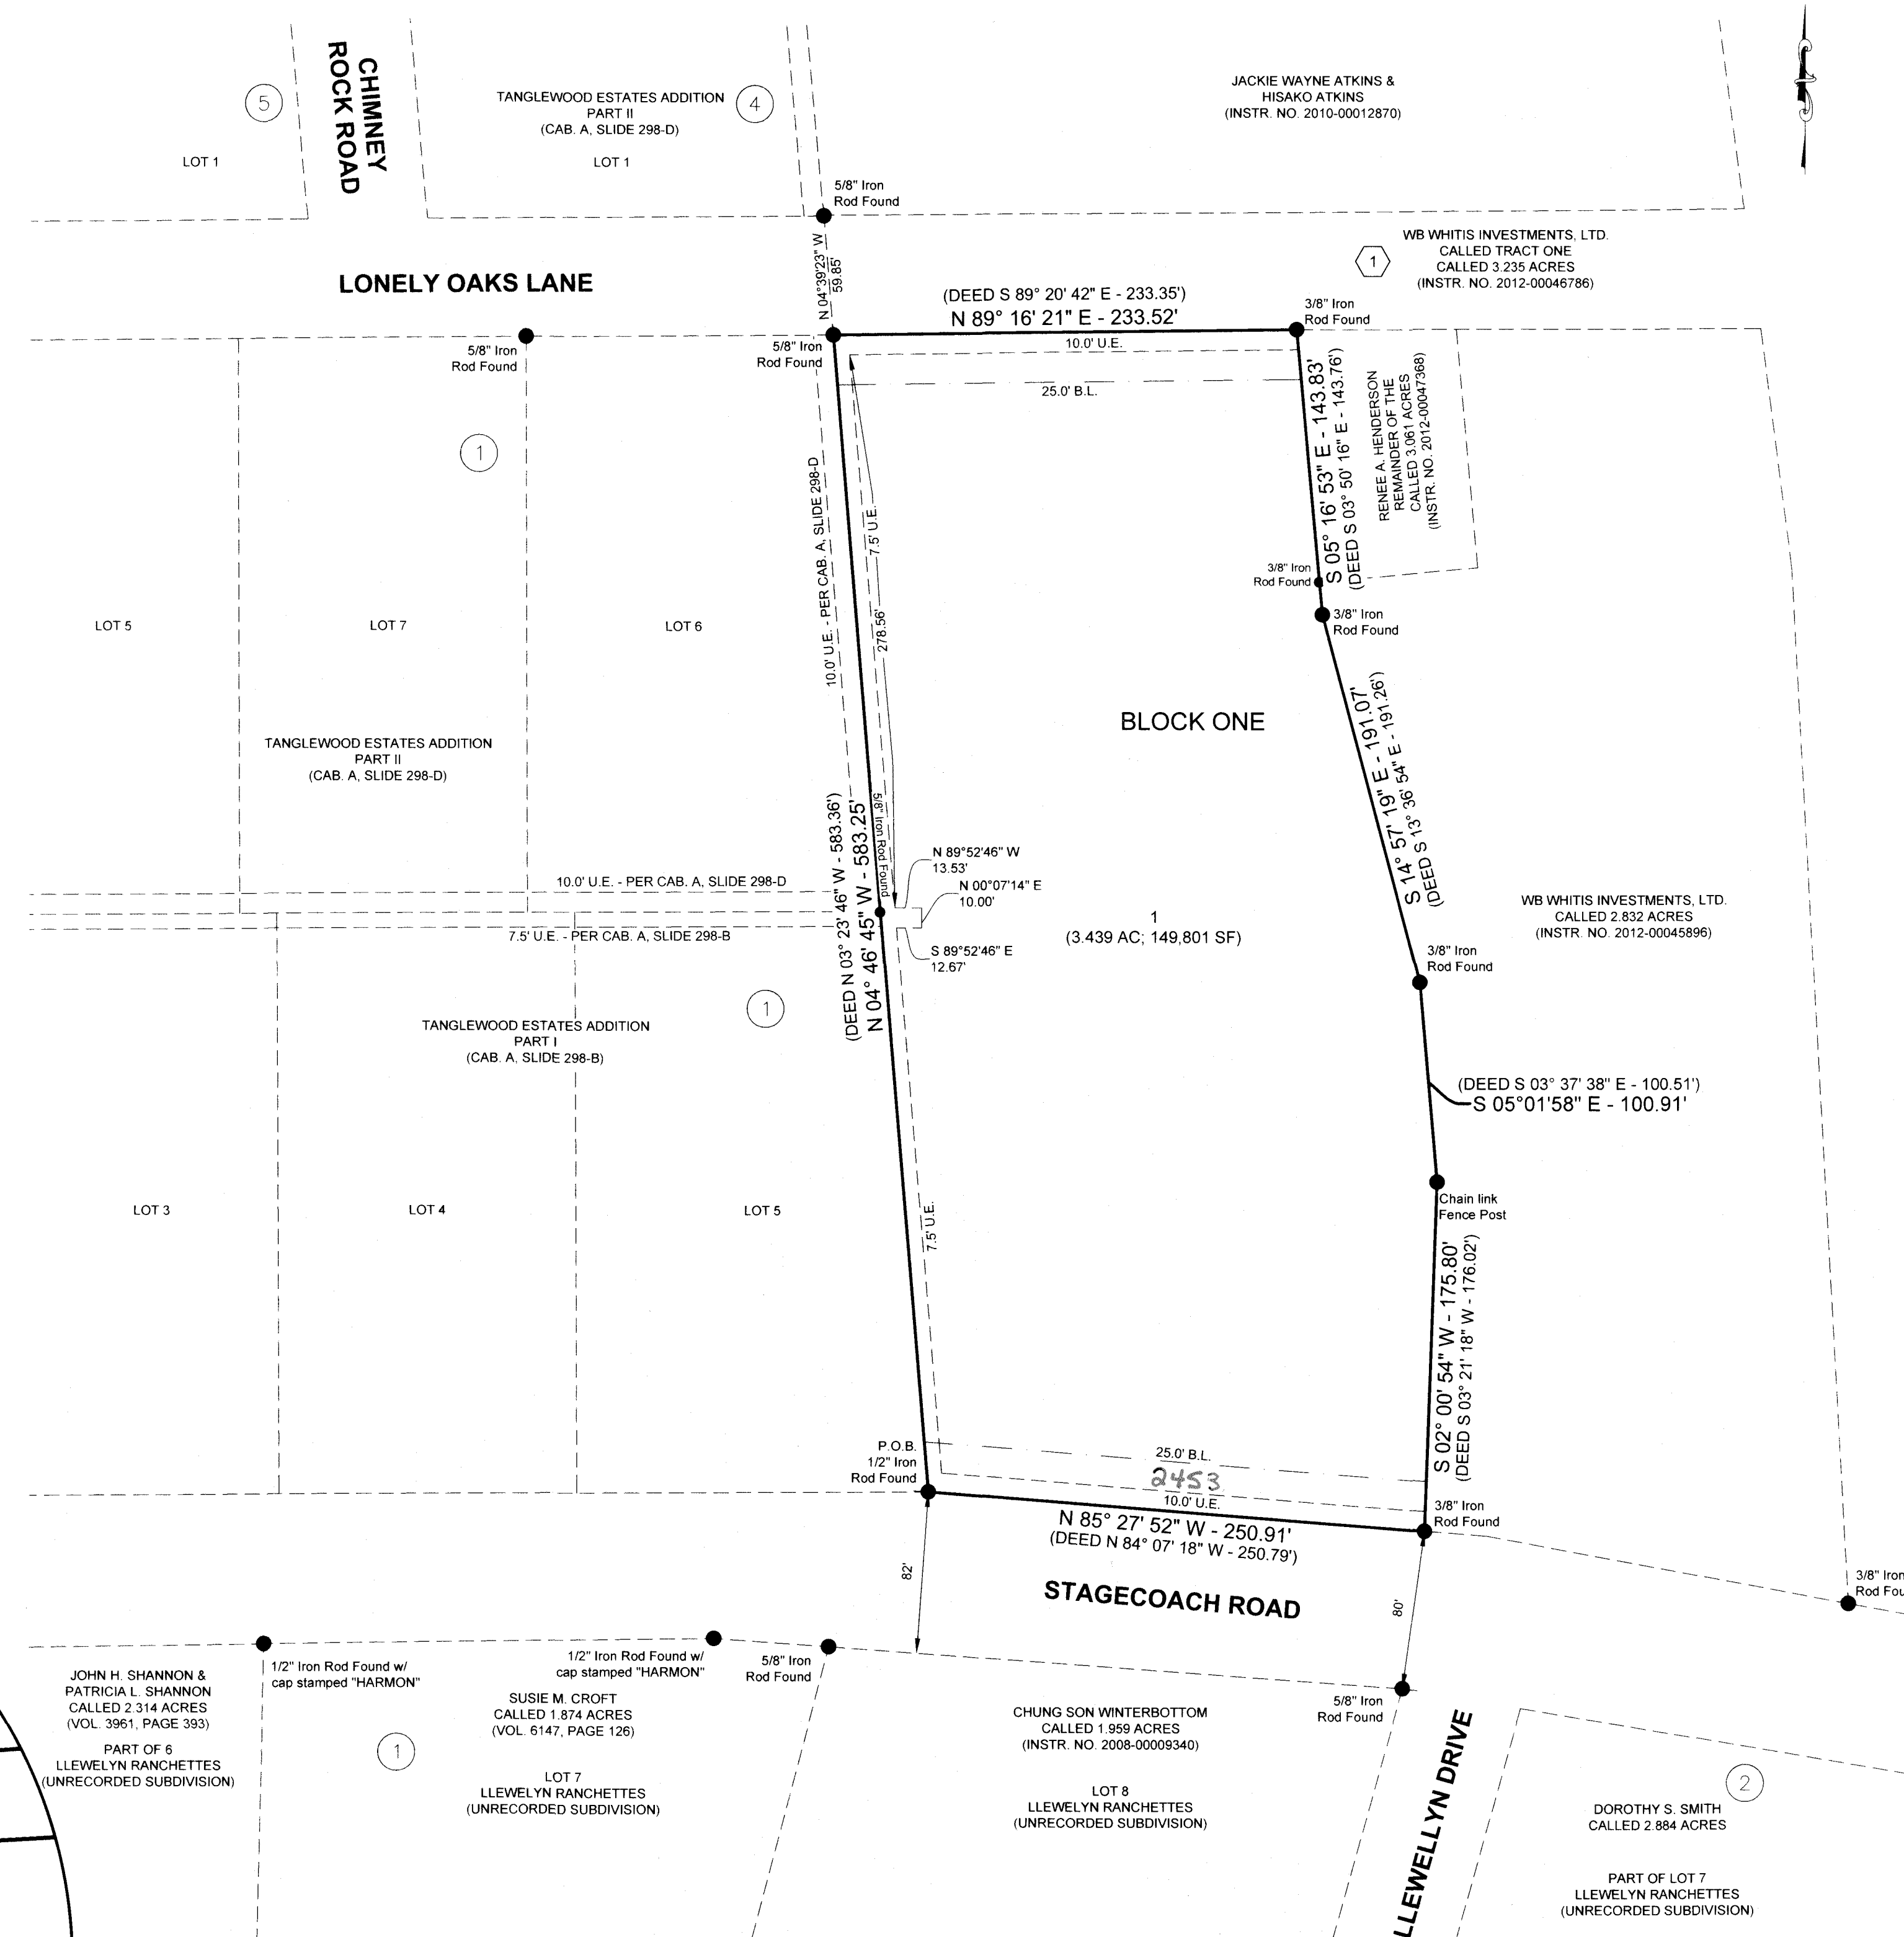 CHIMNEY
ROCK ROAD
5
LOT 1
TANGLEWOOD ESTATES ADDITION
PART II
(CAB. A, SLIDE 298-D)
4
LOT 1
JACKIE WAYNE ATKINS &
HISAKO ATKINS
(INSTR. NO. 2010-00012870)
5/8" Iron
Rod Found
N 04°39'23" W
59.85'
LONELY OAKS LANE
1
WB WHITIS INVESTMENTS, LTD.
CALLED TRACT ONE
CALLED 3.235 ACRES
(INSTR. NO. 2012-00046786)
(DEED S 89° 20' 42" E - 233.35')
N 89° 16' 21" E - 233.52'
3/8" Iron
Rod Found
5/8" Iron
Rod Found
5/8" Iron
Rod Found
10.0' U.E.
25.0' B.L.
S 05° 16' 53" E - 143.83'
(DEED S 03° 50' 16" E - 143.76')
RENEE A. HENDERSON
REMAINDER OF THE
CALLED 3.061 ACRES
(INSTR. NO. 2012-00047368)
1
10.0' U.E. - PER CAB. A, SLIDE 298-D
7.5' U.E.
278.56'
3/8" Iron
Rod Found
3/8" Iron
Rod Found
LOT 5
LOT 7
LOT 6
BLOCK ONE
S 14° 57' 19" E - 191.07'
(DEED S 13° 36' 54" E - 191.26')
TANGLEWOOD ESTATES ADDITION
PART II
(CAB. A, SLIDE 298-D)
(DEED N 03° 23' 46" W - 583.36')
N 04° 46' 45" W - 583.25'
5/8" Iron Rod Found
N 89°52'46" W
13.53'
N 00°07'14" E
10.00'
S 89°52'46" E
12.67'
10.0' U.E. - PER CAB. A, SLIDE 298-D
7.5' U.E. - PER CAB. A, SLIDE 298-B
1
(3.439 AC; 149,801 SF)
WB WHITIS INVESTMENTS, LTD.
CALLED 2.832 ACRES
(INSTR. NO. 2012-00045896)
3/8" Iron
Rod Found
1
TANGLEWOOD ESTATES ADDITION
PART I
(CAB. A, SLIDE 298-B)
(DEED S 03° 37' 38" E - 100.51')
S 05°01'58" E - 100.91'
LOT 3
LOT 4
LOT 5
7.5' U.E.
Chain link
Fence Post
S 02° 00' 54" W - 175.80'
(DEED S 03° 21' 18" W - 176.02')
P.O.B.
1/2" Iron
Rod Found
25.0' B.L.
2453
10.0' U.E.
3/8" Iron
Rod Found
N 85° 27' 52" W - 250.91'
(DEED N 84° 07' 18" W - 250.79')
82'
STAGECOACH ROAD
80'
3/8" Iron
Rod Fou
1/2" Iron Rod Found w/
cap stamped "HARMON"
1/2" Iron Rod Found w/
cap stamped "HARMON"
5/8" Iron
Rod Found
5/8" Iron
Rod Found
JOHN H. SHANNON &
PATRICIA L. SHANNON
CALLED 2.314 ACRES
(VOL. 3961, PAGE 393)
PART OF 6
LLEWELYN RANCHETTES
(UNRECORDED SUBDIVISION)
1
SUSIE M. CROFT
CALLED 1.874 ACRES
(VOL. 6147, PAGE 126)
LOT 7
LLEWELYN RANCHETTES
(UNRECORDED SUBDIVISION)
CHUNG SON WINTERBOTTOM
CALLED 1.959 ACRES
(INSTR. NO. 2008-00009340)
LOT 8
LLEWELYN RANCHETTES
(UNRECORDED SUBDIVISION)
LLEWELLYN DRIVE
2
DOROTHY S. SMITH
CALLED 2.884 ACRES
PART OF LOT 7
LLEWELYN RANCHETTES
(UNRECORDED SUBDIVISION)